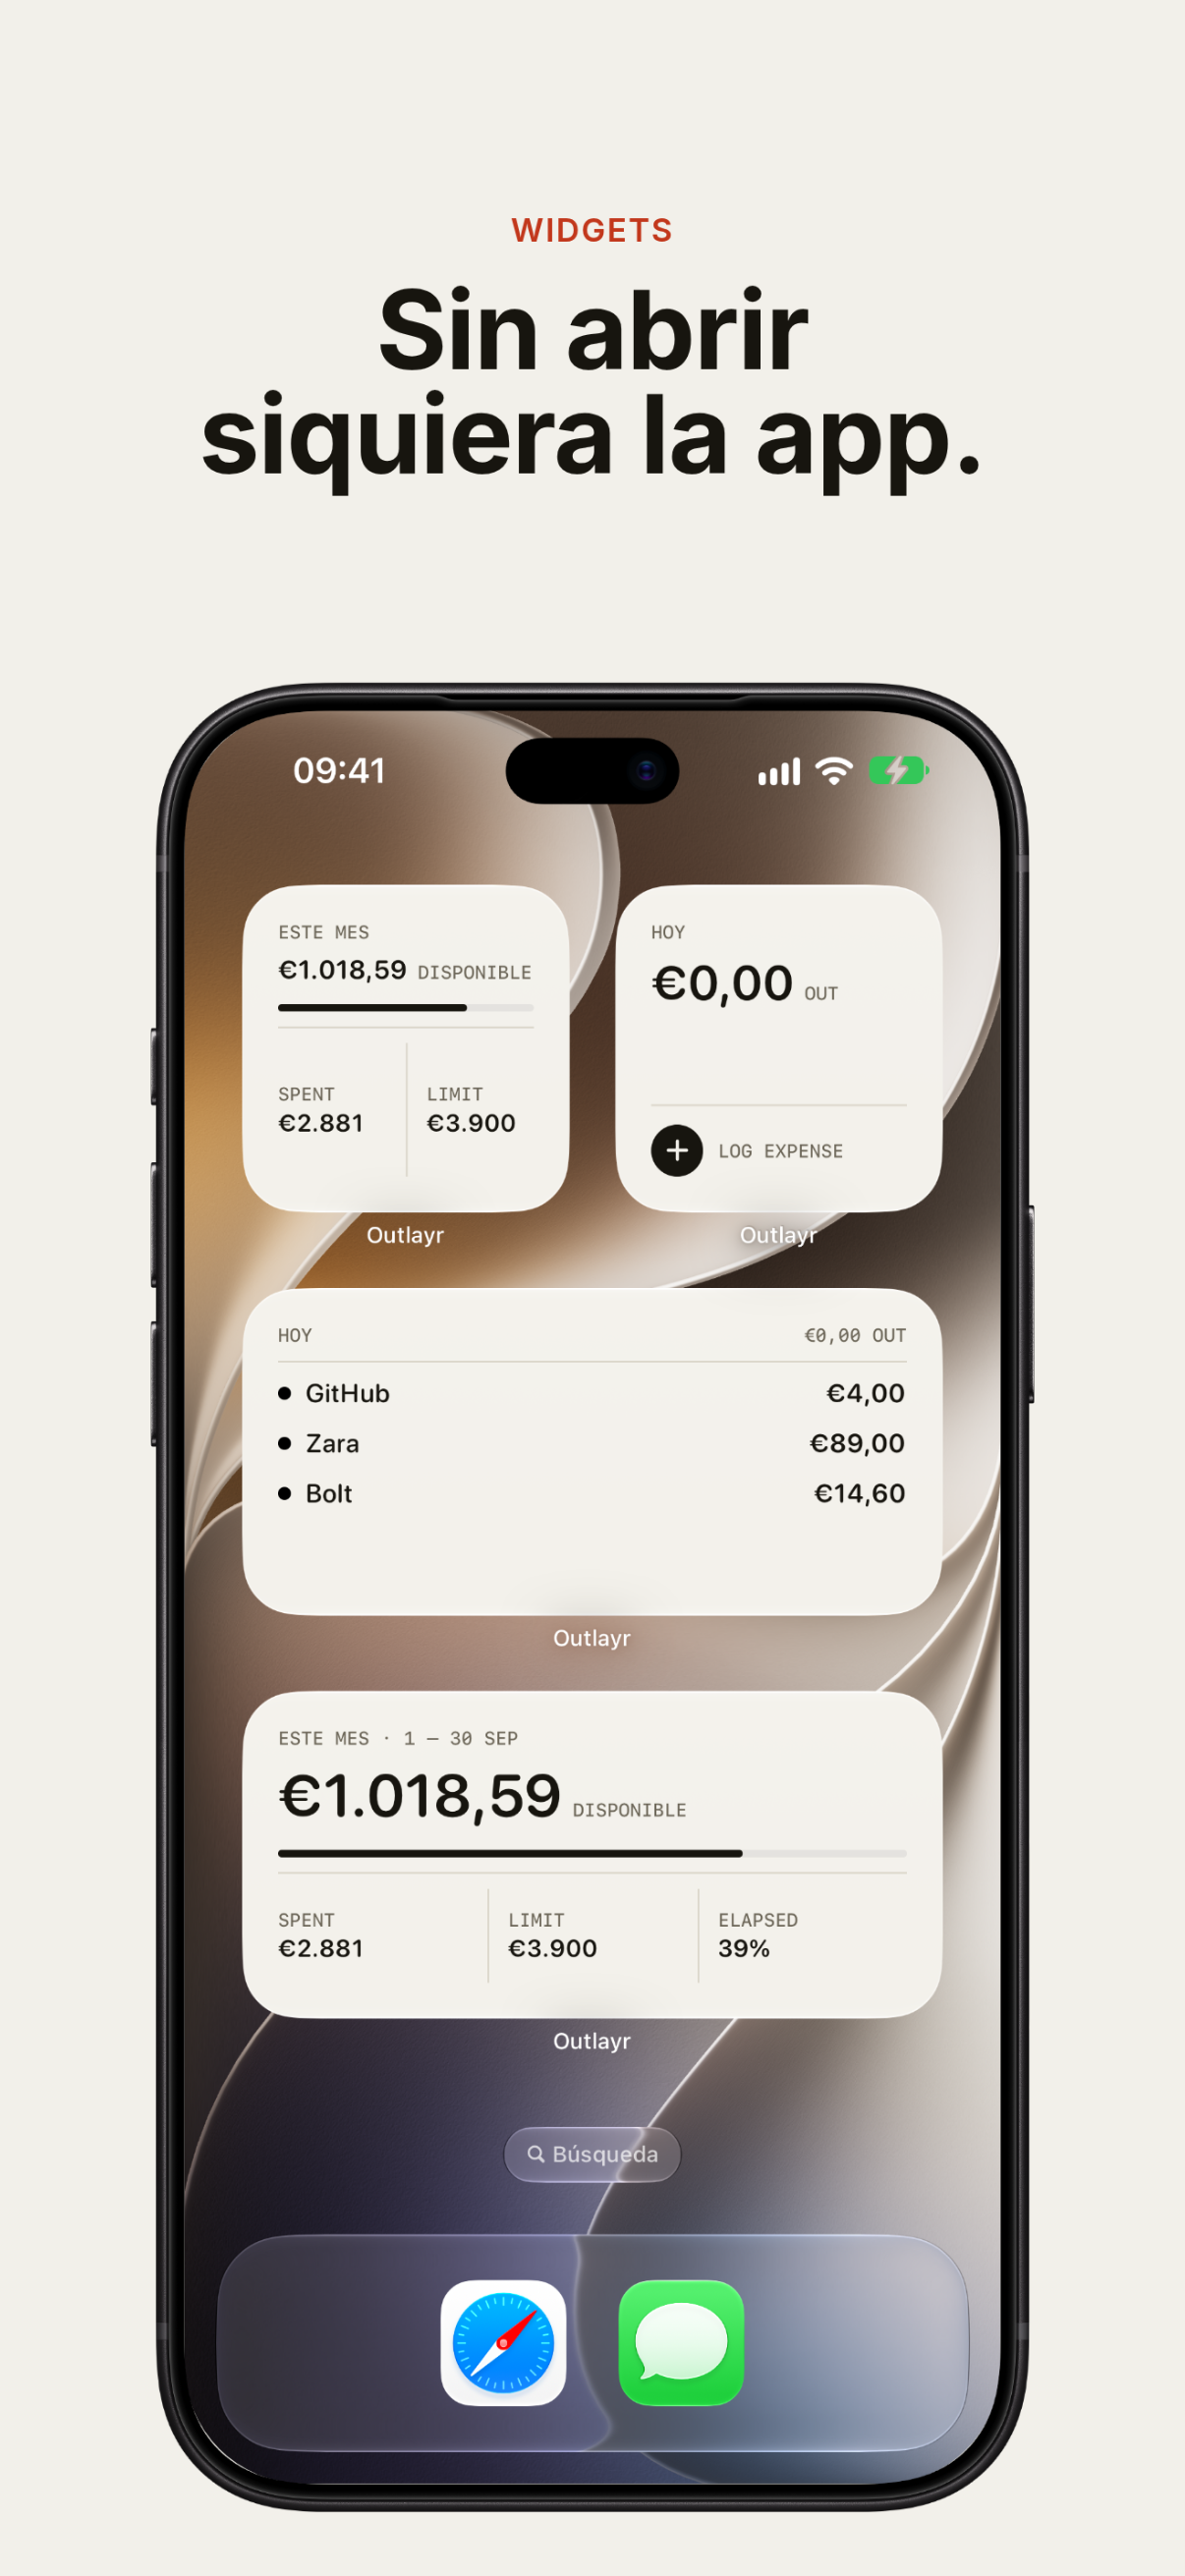 WIDGETS
Sin abrir
siquiera la app.
09:41
ESTE MES
€1.018,59 DISPONIBLE
SPENT
€2.881
LIMIT
€3.900
Outlayr
HOY
€0,00 OUT
LOG EXPENSE
Outlayr
HOY €0,00 OUT
GitHub €4,00
Zara €89,00
Bolt €14,60
Outlayr
ESTE MES · 1 — 30 SEP
€1.018,59 DISPONIBLE
SPENT
€2.881
LIMIT
€3.900
ELAPSED
39%
Outlayr
Búsqueda